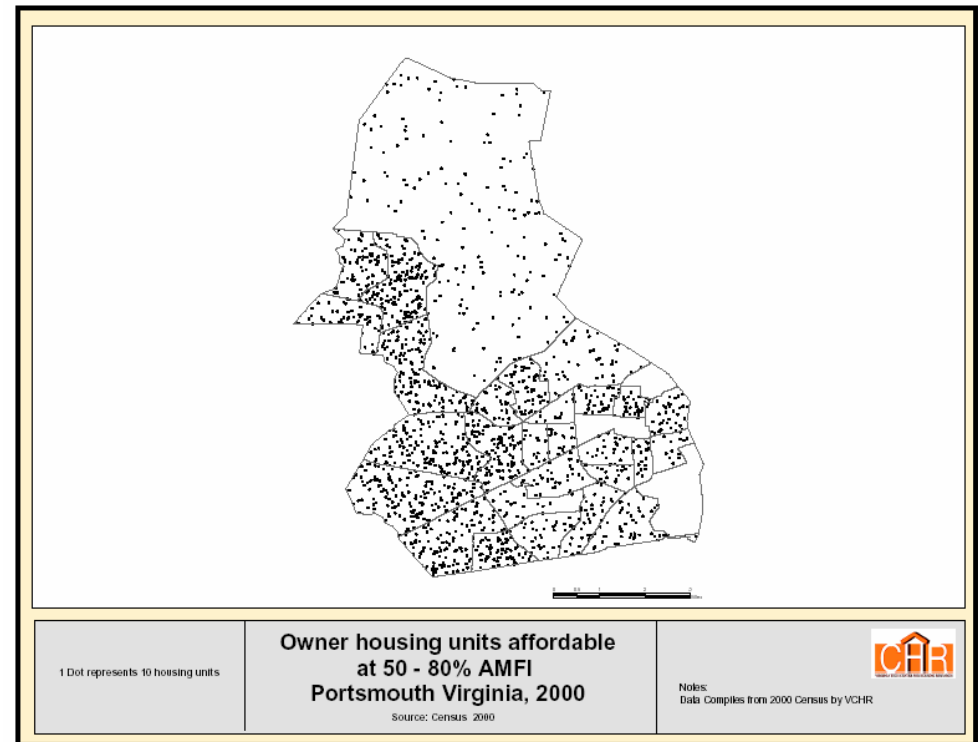 1 Dot represents 10 housing units
Owner housing units affordable
at 50 - 80% AMFI
Portsmouth Virginia, 2000
Source: Census 2000
CHR
Notes:
Data Compiles from 2000 Census by VCHR